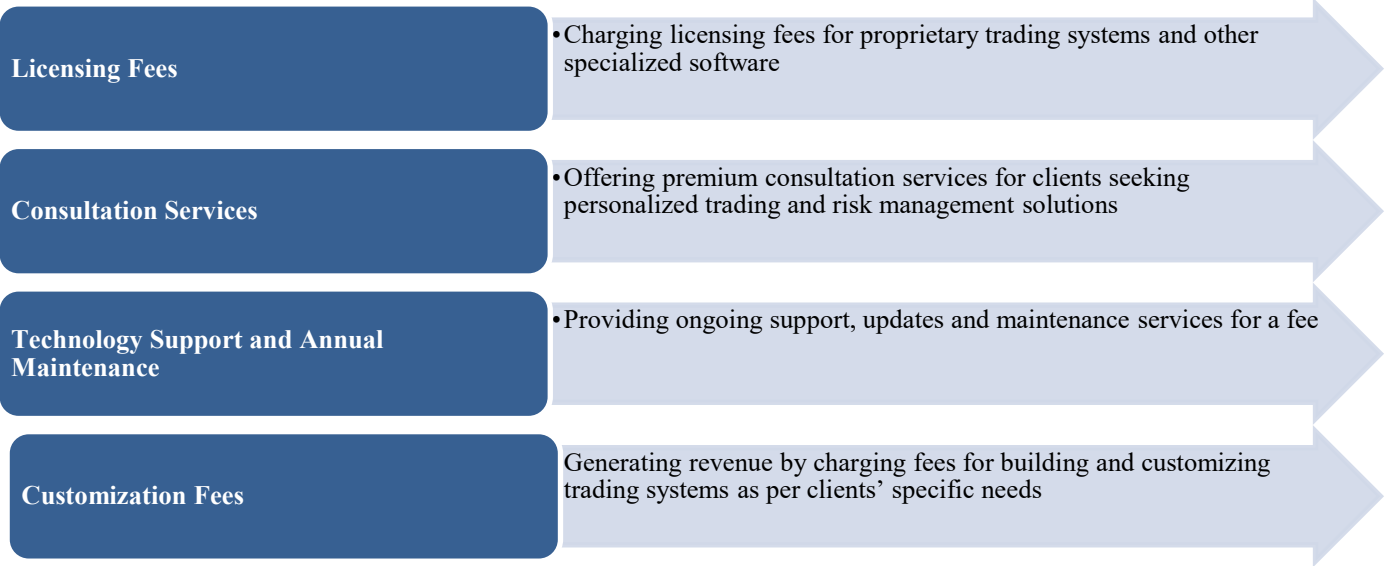 Licensing Fees
•Charging licensing fees for proprietary trading systems and other
specialized software
Consultation Services
•Offering premium consultation services for clients seeking
personalized trading and risk management solutions
Technology Support and Annual
Maintenance
•Providing ongoing support, updates and maintenance services for a fee
Customization Fees
Generating revenue by charging fees for building and customizing
trading systems as per clients’ specific needs